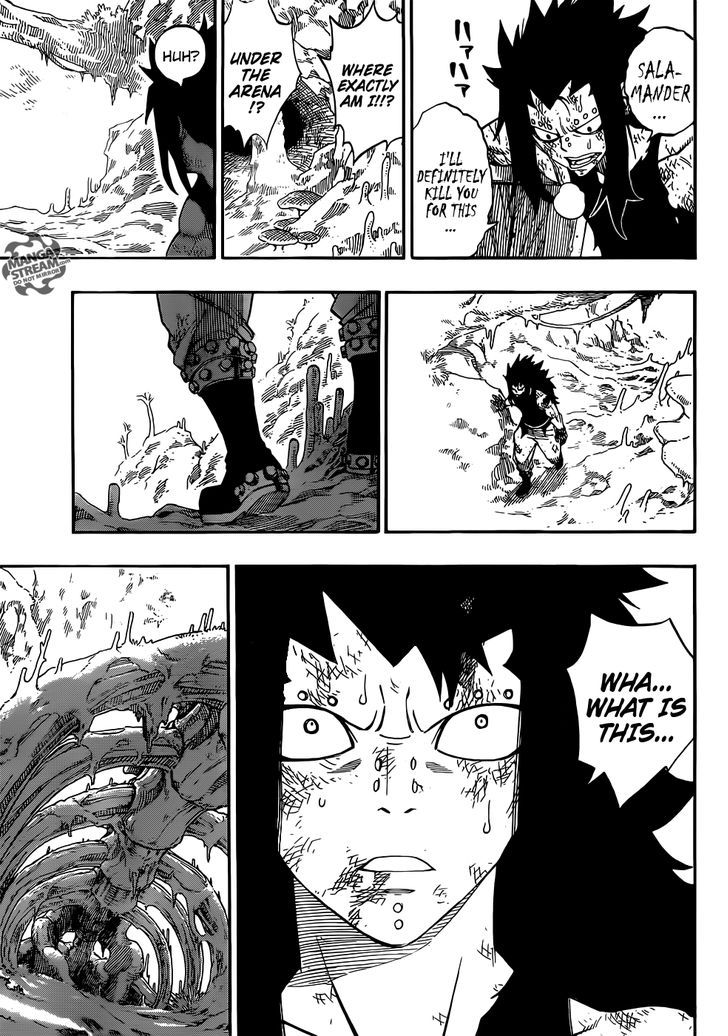 SALA-
MANDER
...
ハァ
ハァ
I'LL
DEFINITELY
KILL YOU
FOR THIS
...
WHERE
EXACTLY
AM I!!?
UNDER
THE
ARENA
!?
HUH?
MANGA
STREAM.com
DO NOT MIRROR
WHA...
WHAT IS
THIS...